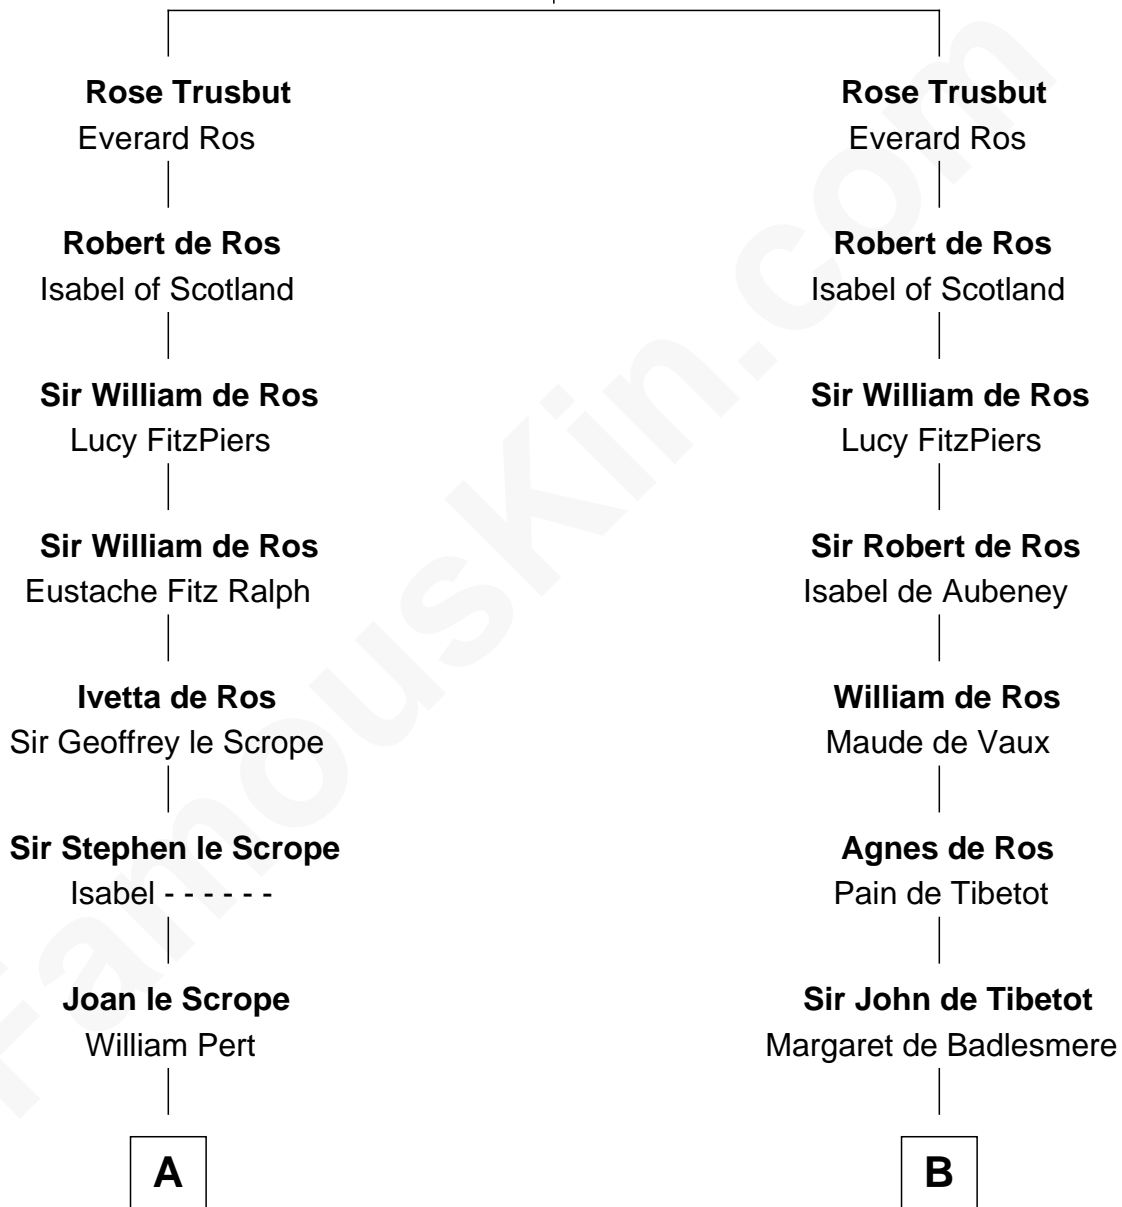 Rose Trusbut
Everard Ros
Robert de Ros
Isabel of Scotland
Sir William de Ros
Lucy FitzPiers
Sir William de Ros
Eustache Fitz Ralph
Ivetta de Ros
Sir Geoffrey le Scrope
Sir Stephen le Scrope
Isabel - - - - - -
Joan le Scrope
William Pert
A
Rose Trusbut
Everard Ros
Robert de Ros
Isabel of Scotland
Sir William de Ros
Lucy FitzPiers
Sir Robert de Ros
Isabel de Aubeney
William de Ros
Maude de Vaux
Agnes de Ros
Pain de Tibetot
Sir John de Tibetot
Margaret de Badlesmere
B
FamousKin.com